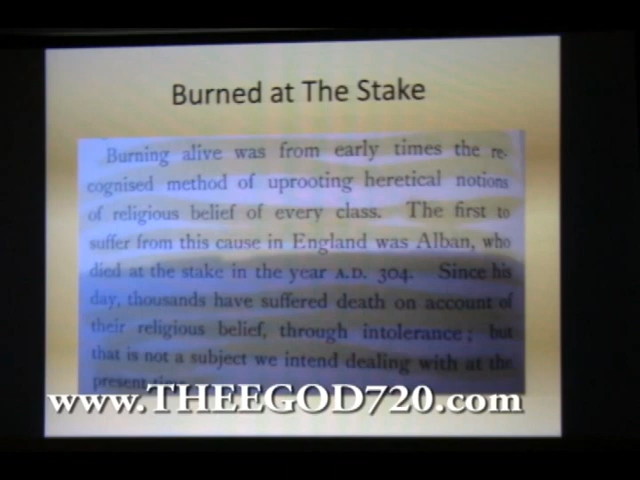 Burned at The Stake
Burning alive was from early times the re-
cognised method of uprooting heretical notions
of religious belief of every class. The first to
suffer from this cause in England was Alban, who
died at the stake in the year A.D. 304. Since his
day, thousands have suffered death on account of
their religious belief, through intolerance; but
that is not a subject we intend dealing with at the
present time
www.THEEGOD720.com